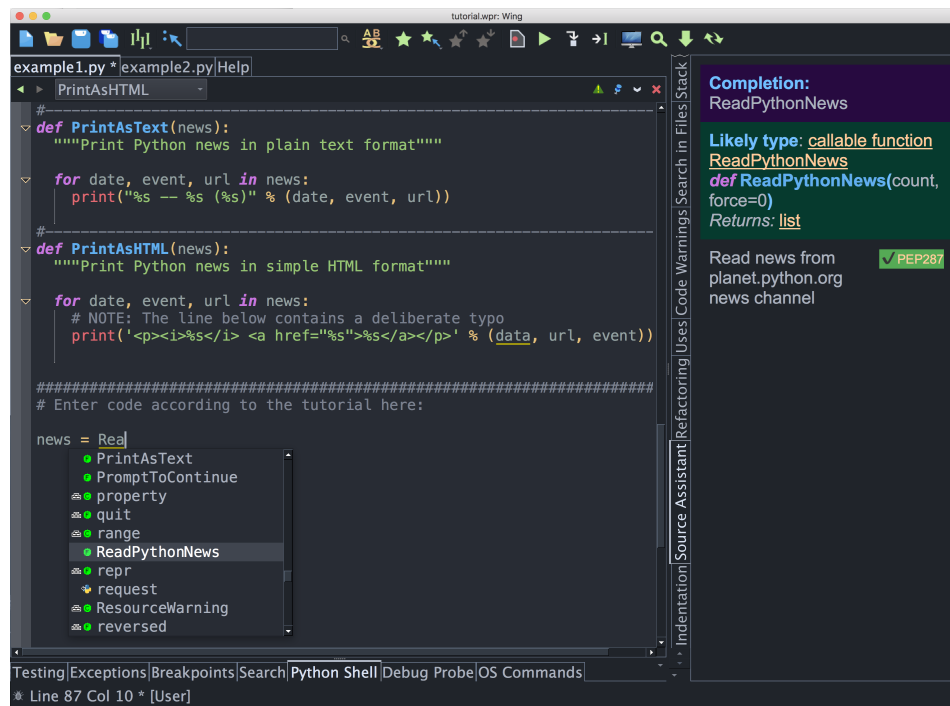 tutorial.wpr: Wing
AB
example1.py * example2.py Help
PrintAsHTML
#--------------------------------------------------------------------
def PrintAsText(news):
"""Print Python news in plain text format"""
for date, event, url in news:
print("%s -- %s (%s)" % (date, event, url))
#--------------------------------------------------------------------
def PrintAsHTML(news):
"""Print Python news in simple HTML format"""
for date, event, url in news:
# NOTE: The line below contains a deliberate typo
print('<p><i>%s</i> <a href="%s">%s</a></p>' % (data, url, event))
######################################################################
# Enter code according to the tutorial here:
news = Rea
PrintAsText
PromptToContinue
property
quit
range
ReadPythonNews
repr
request
ResourceWarning
reversed
Stack
Search in Files
Code Warnings
Uses
Refactoring
Source Assistant
Indentation
Completion:
ReadPythonNews
Likely type: callable function
ReadPythonNews
def ReadPythonNews(count,
force=0)
Returns: list
Read news from
planet.python.org
news channel
✓PEP287
Testing Exceptions Breakpoints Search Python Shell Debug Probe OS Commands
Line 87 Col 10 * [User]